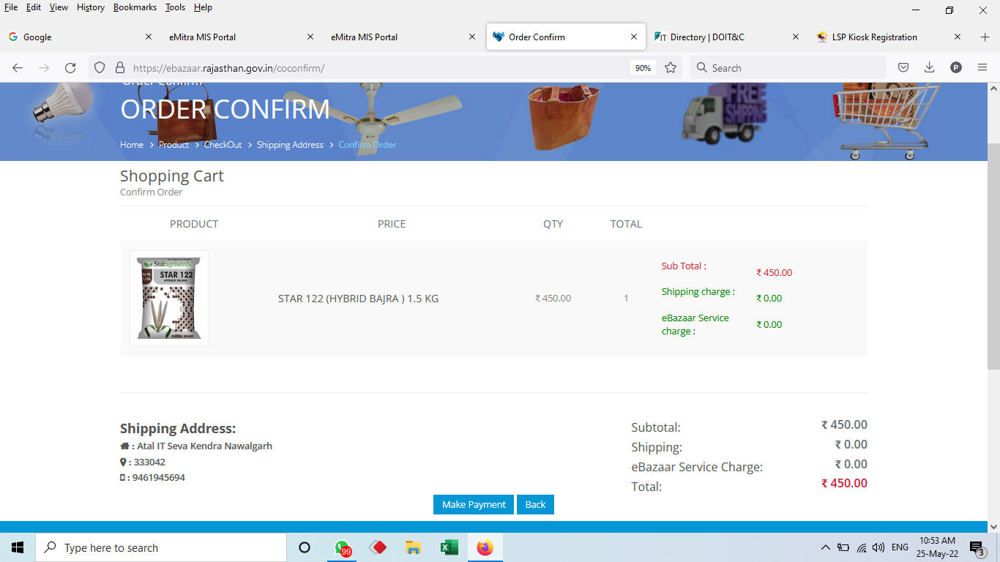 File Edit View History Bookmarks Tools Help
Google
eMitra MIS Portal
eMitra MIS Portal
Order Confirm
Directory | DOIT&C
LSP Kiosk Registration
https://ebazaar.rajasthan.gov.in/coconfirm/
90%
Search
P
Order Confirm
ORDER CONFIRM
FREE
SHIPPING
Home > Product > CheckOut > Shipping Address > Confirm Order
Shopping Cart
Confirm Order
PRODUCT PRICE QTY TOTAL
Staragriseeds
STAR 122
HYBRID BAJRA
STAR 122 (HYBRID BAJRA ) 1.5 KG
₹ 450.00
1
Sub Total : ₹ 450.00
Shipping charge : ₹ 0.00
eBazaar Service
charge : ₹ 0.00
Shipping Address:
: Atal IT Seva Kendra Nawalgarh
: 333042
: 9461945694
Subtotal: ₹ 450.00
Shipping: ₹ 0.00
eBazaar Service Charge: ₹ 0.00
Total: ₹ 450.00
Make Payment Back
Type here to search
99
ENG
10:53 AM
25-May-22
3